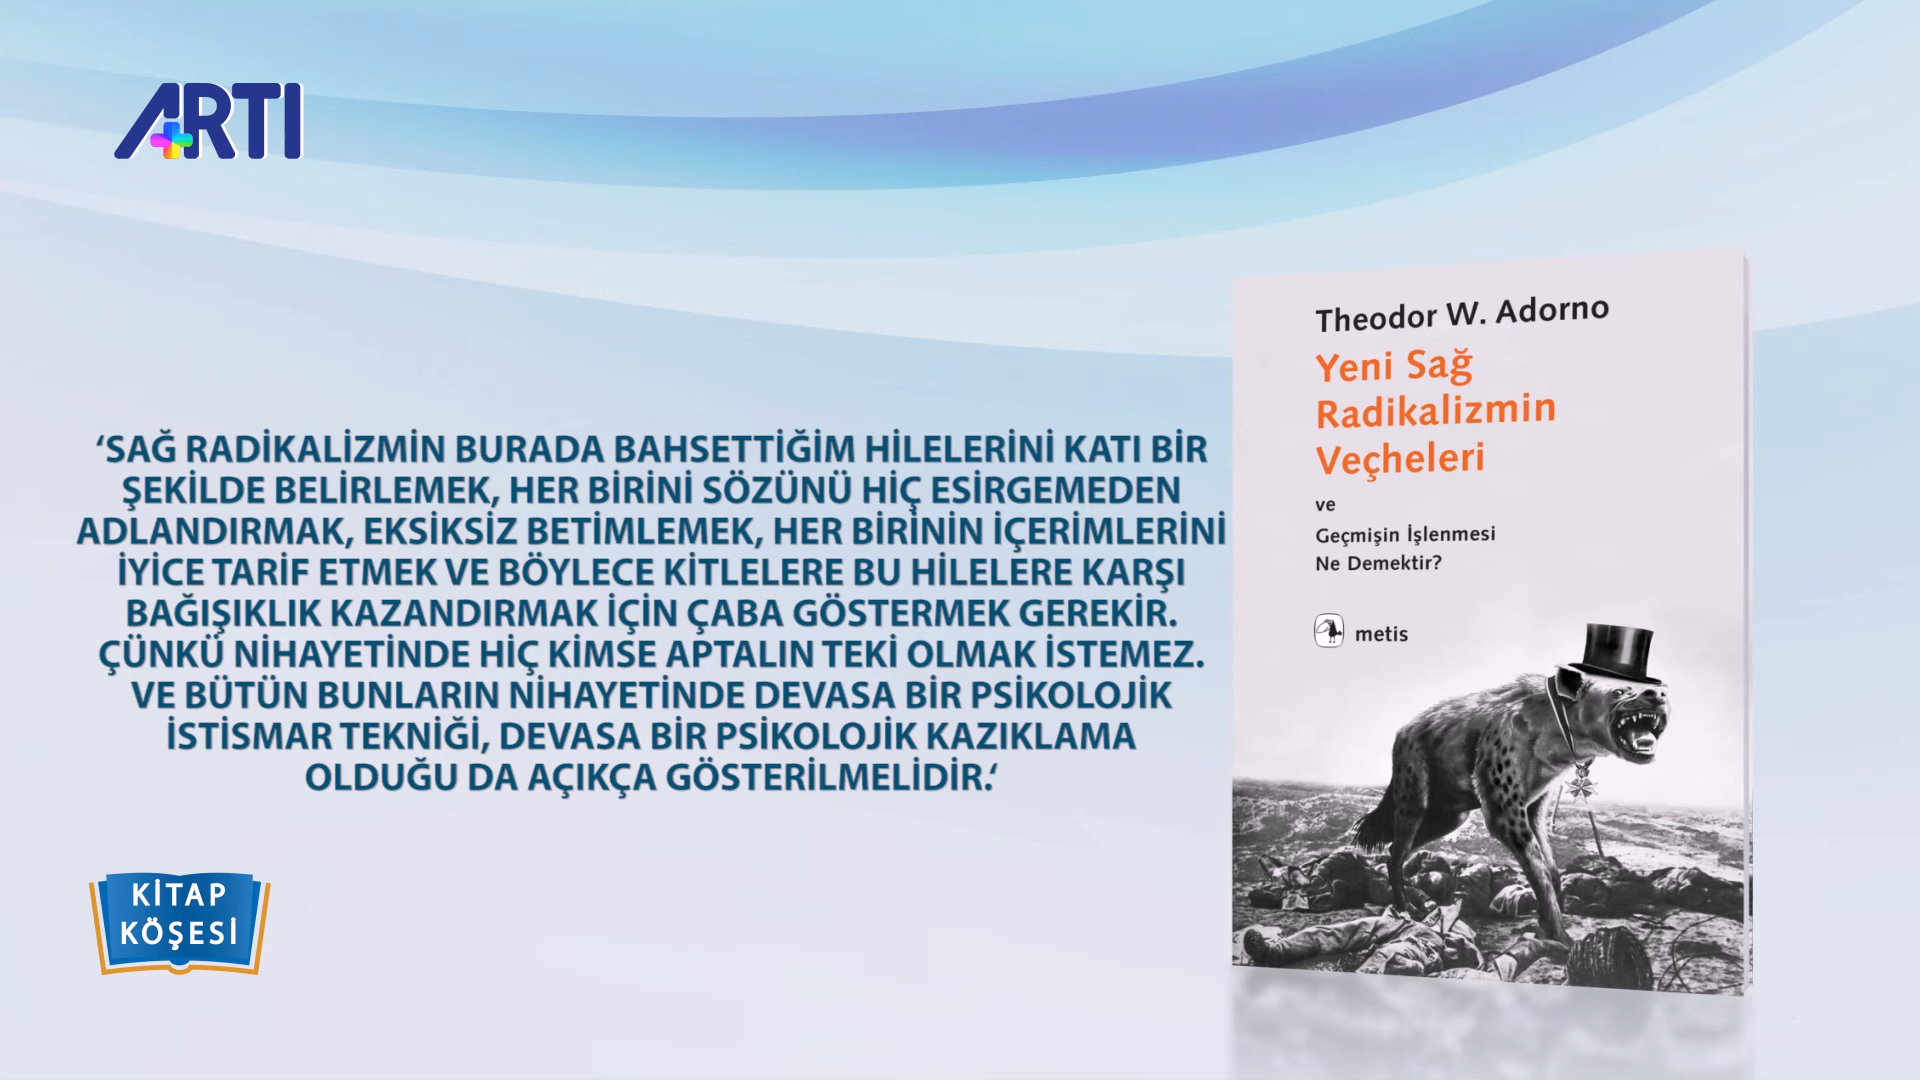 ARTI
‘SAĞ RADİKALİZMİN BURADA BAHSETTİĞİM HİLELERİNİ KATI BİR
ŞEKİLDE BELİRLEMEK, HER BİRİNİ SÖZÜNÜ HİÇ ESİRGEMEDEN
ADLANDIRMAK, EKSİKSİZ BETİMLEMEK, HER BİRİNİN İÇERİMLERİNİ
İYİCE TARİF ETMEK VE BÖYLECE KİTLELERE BU HİLELERE KARŞI
BAĞIŞIKLIK KAZANDIRMAK İÇİN ÇABA GÖSTERMEK GEREKİR.
ÇÜNKÜ NİHAYETİNDE HİÇ KİMSE APTALIN TEKİ OLMAK İSTEMEZ.
VE BÜTÜN BUNLARIN NİHAYETİNDE DEVASA BİR PSİKOLOJİK
İSTİSMAR TEKNİĞİ, DEVASA BİR PSİKOLOJİK KAZIKLAMA
OLDUĞU DA AÇIKÇA GÖSTERİLMELİDİR.‘
KİTAP
KÖŞESİ
Theodor W. Adorno
Yeni Sağ
Radikalizmin
Veçheleri
ve
Geçmişin İşlenmesi
Ne Demektir?
metis